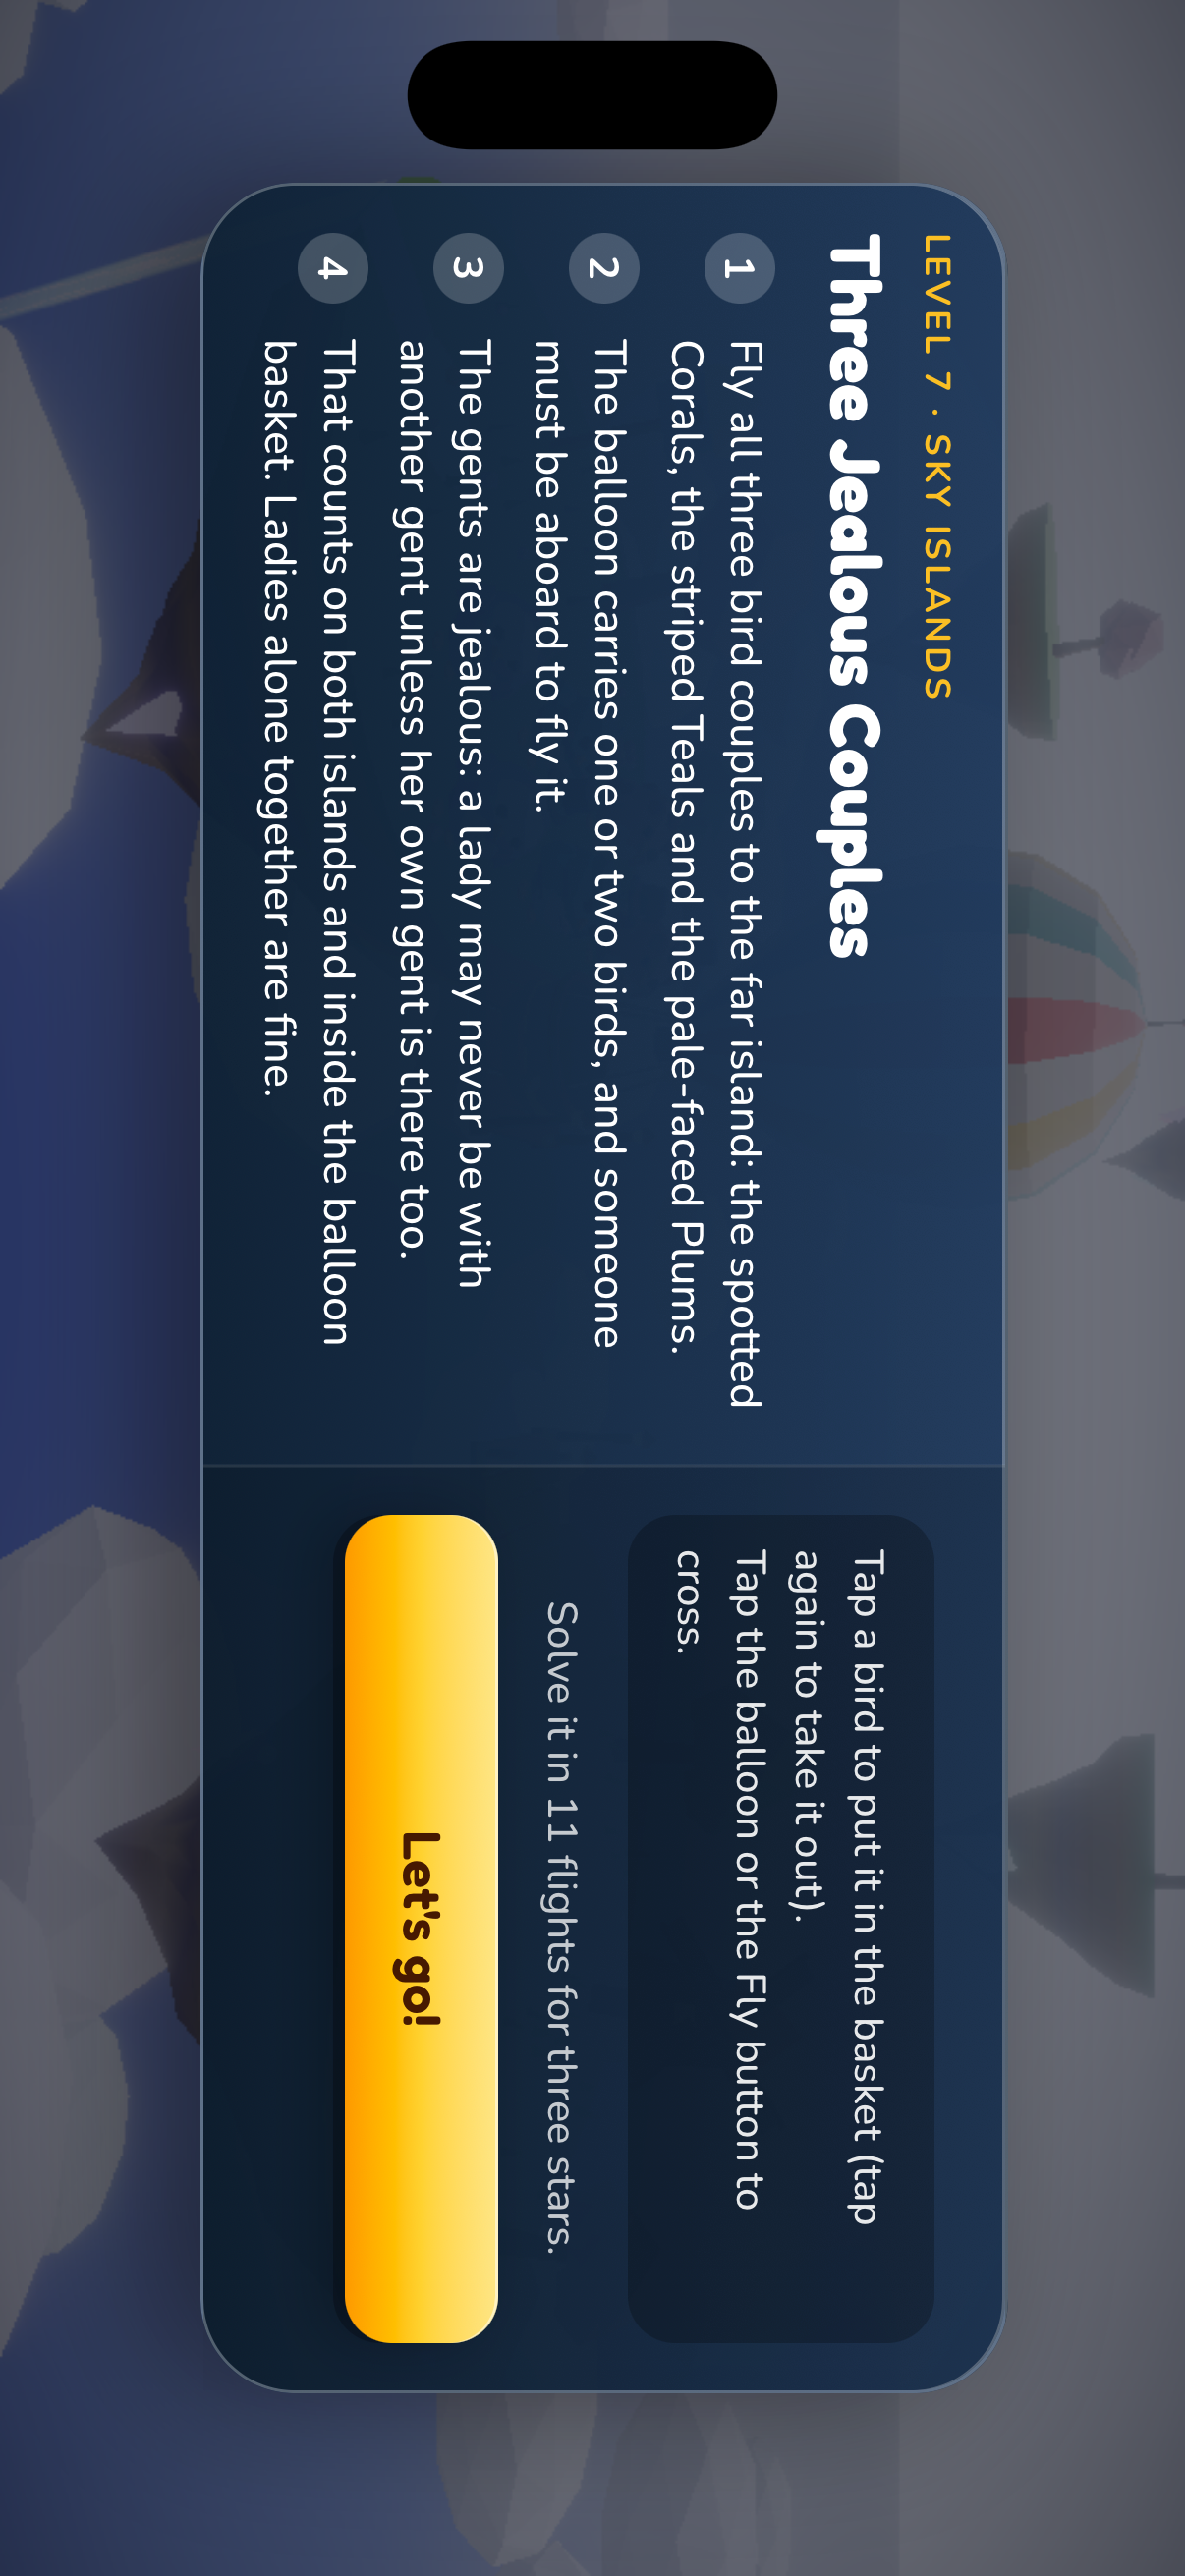 LEVEL 7 · SKY ISLANDS
Three Jealous Couples
1
Fly all three bird couples to the far island: the spotted
Corals, the striped Teals and the pale-faced Plums.
2
The balloon carries one or two birds, and someone
must be aboard to fly it.
3
The gents are jealous: a lady may never be with
another gent unless her own gent is there too.
4
That counts on both islands and inside the balloon
basket. Ladies alone together are fine.
Tap a bird to put it in the basket (tap
again to take it out).
Tap the balloon or the Fly button to
cross.
Solve it in 11 flights for three stars.
Let's go!